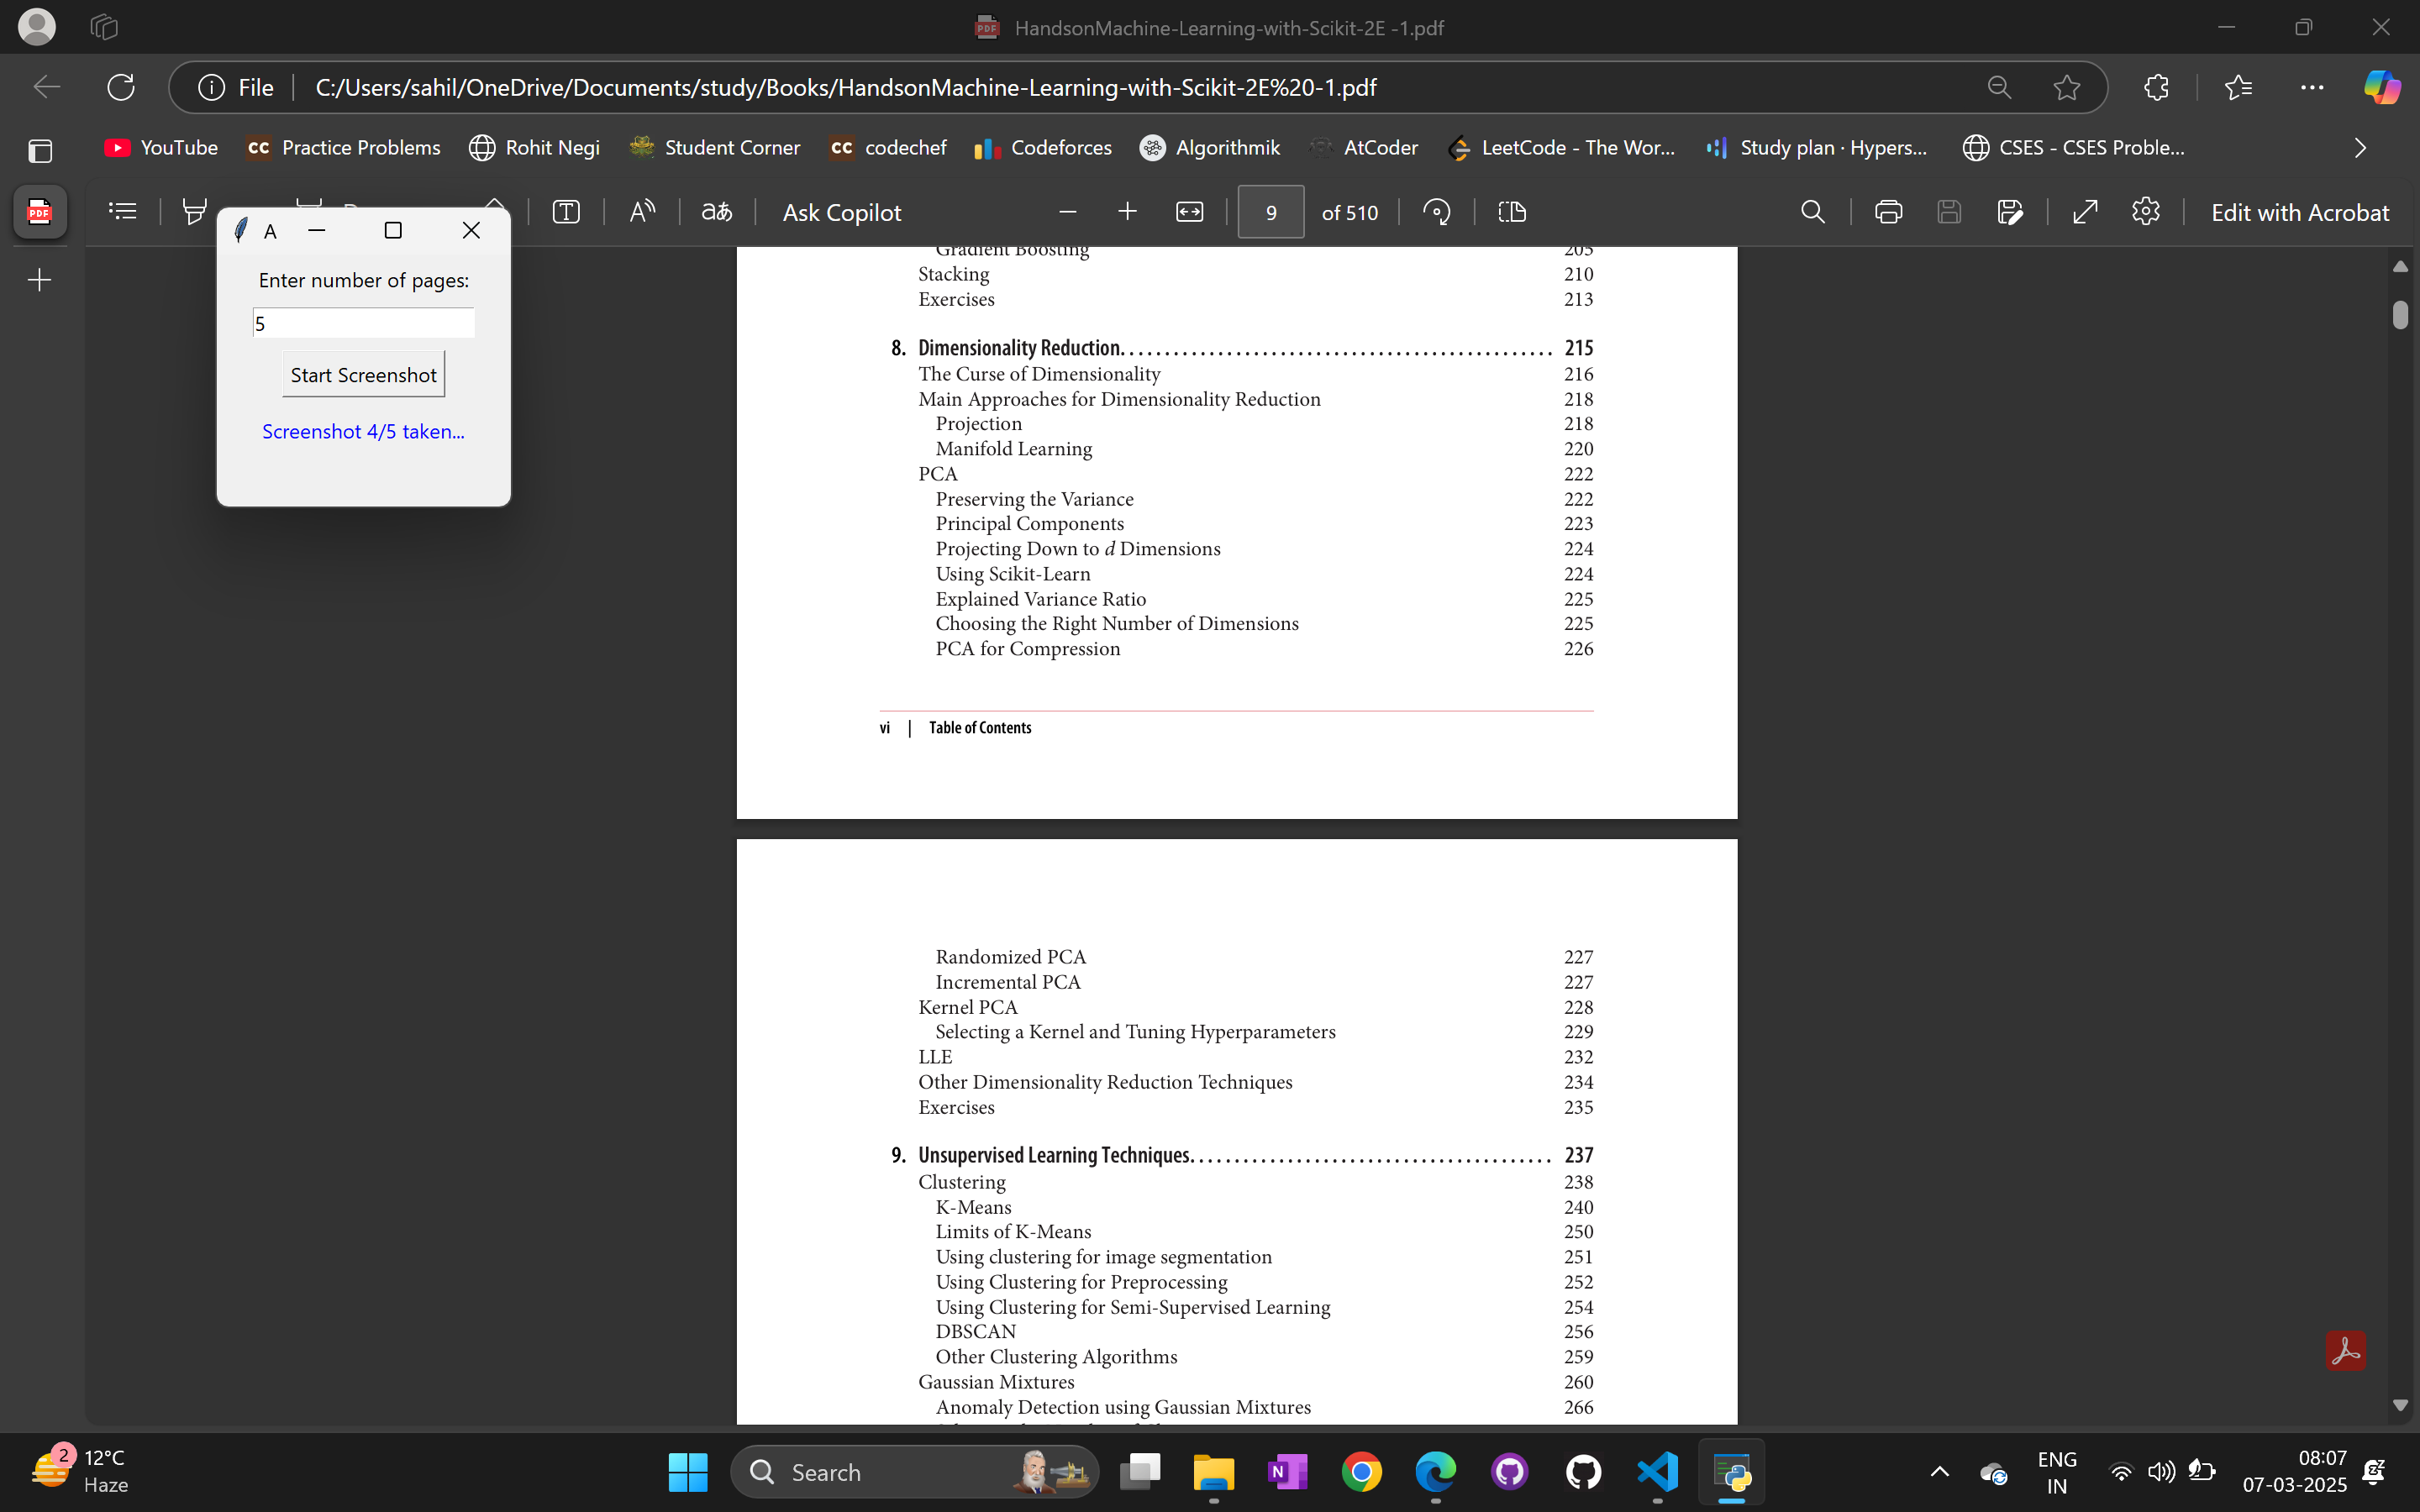 HandsonMachine-Learning-with-Scikit-2E -1.pdf
File C:/Users/sahil/OneDrive/Documents/study/Books/HandsonMachine-Learning-with-Scikit-2E%20-1.pdf
YouTube CC Practice Problems Rohit Negi Student Corner CC codechef Codeforces Algorithmik AtCoder LeetCode - The Wor... Study plan · Hypers... CSES - CSES Proble...
PDF Ask Copilot 9 of 510 Edit with Acrobat
A
Enter number of pages:
5
Start Screenshot
Screenshot 4/5 taken...
Gradient Boosting 205
Stacking 210
Exercises 213
8. Dimensionality Reduction. . . . . . . . . . . . . . . . . . . . . . . . . . . . . . . . . . . . . . . . . . . . . . . . . 215
The Curse of Dimensionality 216
Main Approaches for Dimensionality Reduction 218
Projection 218
Manifold Learning 220
PCA 222
Preserving the Variance 222
Principal Components 223
Projecting Down to d Dimensions 224
Using Scikit-Learn 224
Explained Variance Ratio 225
Choosing the Right Number of Dimensions 225
PCA for Compression 226
vi | Table of Contents
Randomized PCA 227
Incremental PCA 227
Kernel PCA 228
Selecting a Kernel and Tuning Hyperparameters 229
LLE 232
Other Dimensionality Reduction Techniques 234
Exercises 235
9. Unsupervised Learning Techniques. . . . . . . . . . . . . . . . . . . . . . . . . . . . . . . . . . . . . . . . . 237
Clustering 238
K-Means 240
Limits of K-Means 250
Using clustering for image segmentation 251
Using Clustering for Preprocessing 252
Using Clustering for Semi-Supervised Learning 254
DBSCAN 256
Other Clustering Algorithms 259
Gaussian Mixtures 260
Anomaly Detection using Gaussian Mixtures 266
2 12°C
Haze
Search
ENG
IN
08:07
07-03-2025